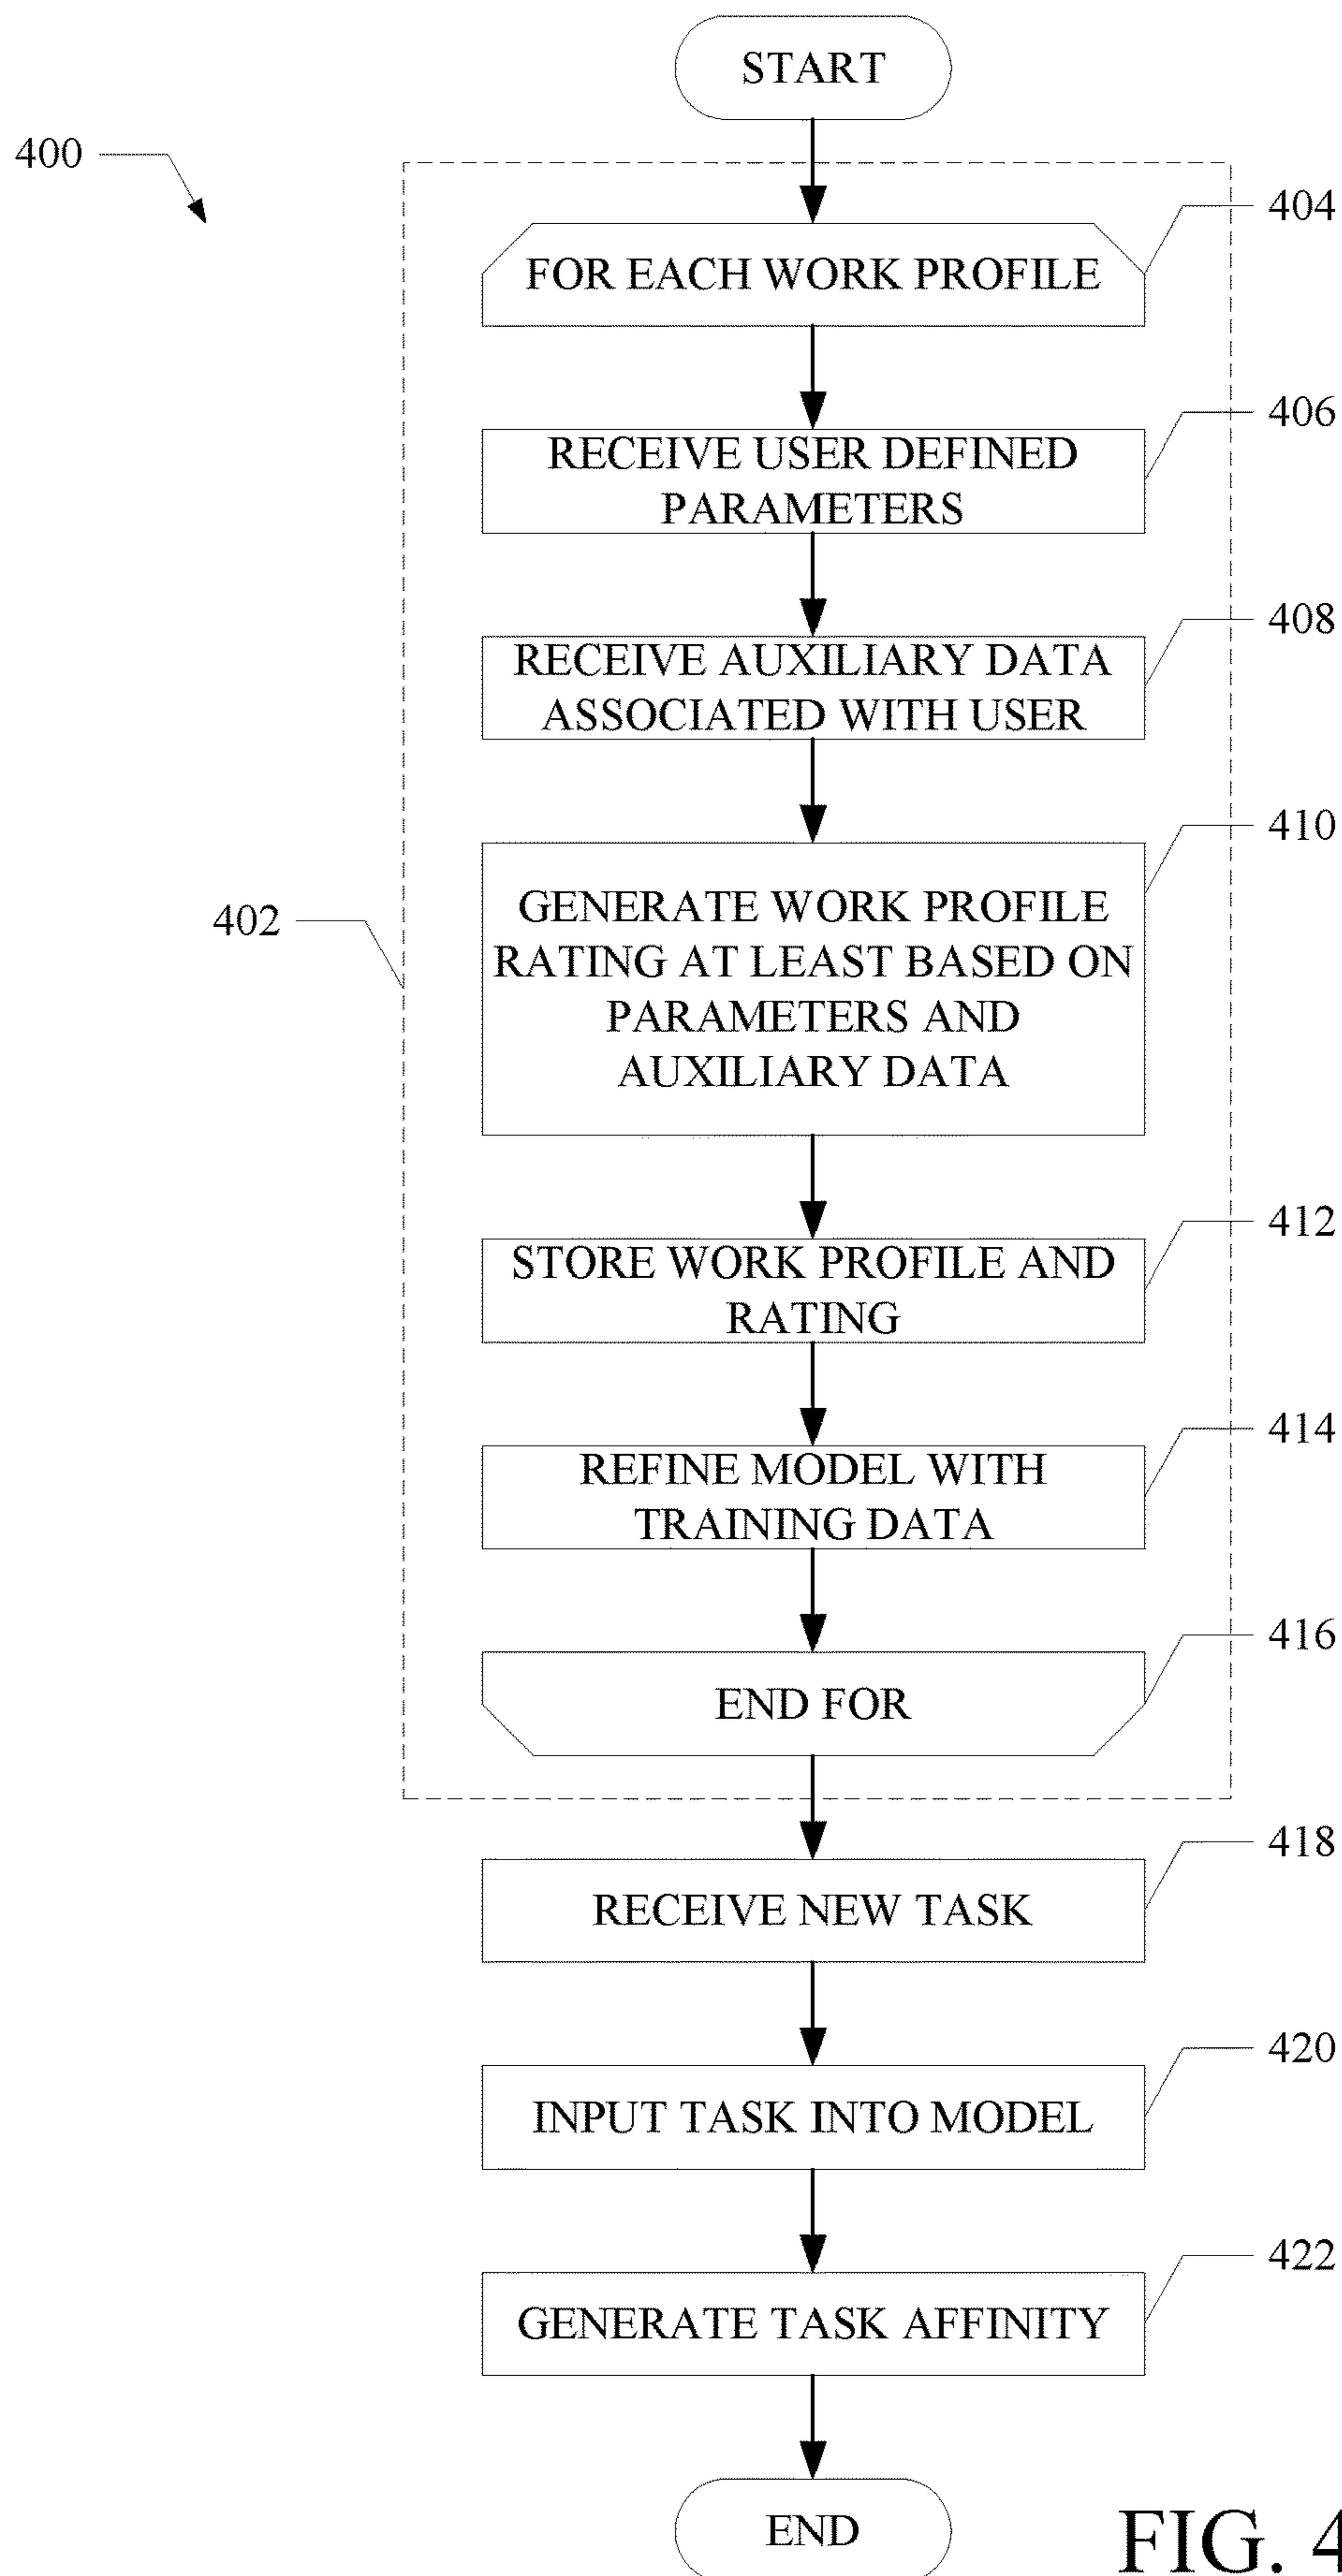 START
400
404
FOR EACH WORK PROFILE
406
RECEIVE USER DEFINED
PARAMETERS
408
RECEIVE AUXILIARY DATA
ASSOCIATED WITH USER
410
402
GENERATE WORK PROFILE
RATING AT LEAST BASED ON
PARAMETERS AND
AUXILIARY DATA
412
STORE WORK PROFILE AND
RATING
414
REFINE MODEL WITH
TRAINING DATA
416
END FOR
418
RECEIVE NEW TASK
420
INPUT TASK INTO MODEL
422
GENERATE TASK AFFINITY
END
FIG. 4